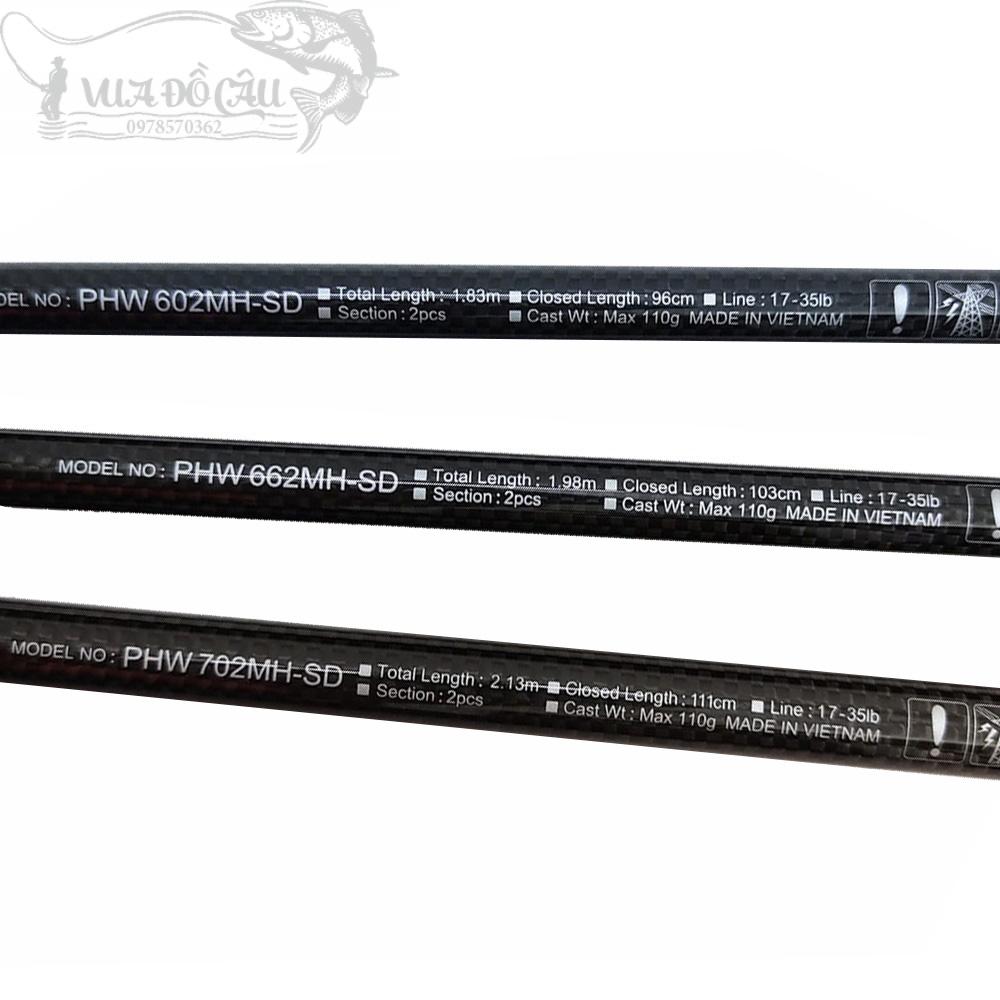 VUA ĐỒ CÂU
0978570362
DEL NO : PHW 602MH-SD ■ Total Length : 1.83m ■ Closed Length : 96cm ■ Line : 17-35lb
■ Section : 2pcs ■ Cast Wt : Max 110g MADE IN VIETNAM
MODEL NO : PHW 662MH-SD ■ Total Length : 1.98m ■ Closed Length : 103cm ■ Line : 17-35lb
■ Section : 2pcs ■ Cast Wt : Max 110g MADE IN VIETNAM
MODEL NO : PHW 702MH-SD ■ Total Length : 2.13m ■ Closed Length : 111cm ■ Line : 17-35lb
■ Section : 2pcs ■ Cast Wt : Max 110g MADE IN VIETNAM